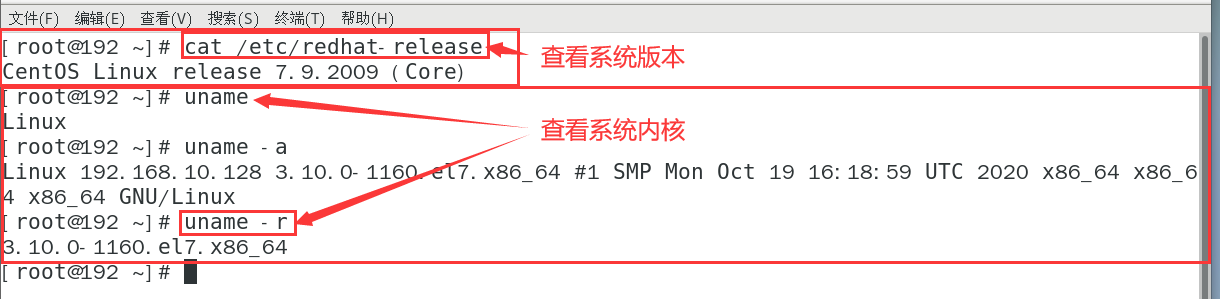 文件(F) 编辑(E) 查看(V) 搜索(S) 终端(T) 帮助(H)
[root@192 ~]# cat /etc/redhat-release
查看系统版本
CentOS Linux release 7.9.2009 (Core)
[root@192 ~]# uname
Linux
查看系统内核
[root@192 ~]# uname -a
Linux 192.168.10.128 3.10.0-1160.el7.x86_64 #1 SMP Mon Oct 19 16:18:59 UTC 2020 x86_64 x86_6
4 x86_64 GNU/Linux
[root@192 ~]# uname -r
3.10.0-1160.el7.x86_64
[root@192 ~]#